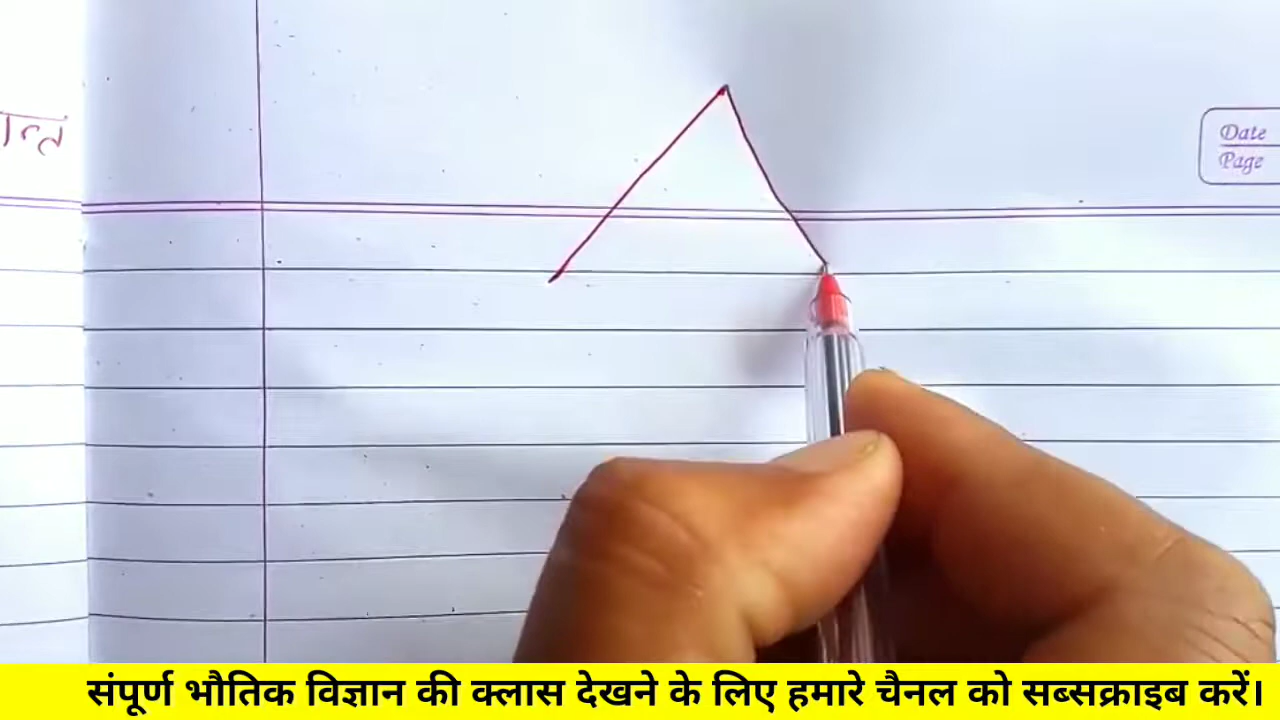 Date
Page
संपूर्ण भौतिक विज्ञान की क्लास देखने के लिए हमारे चैनल को सब्सक्राइब करें।